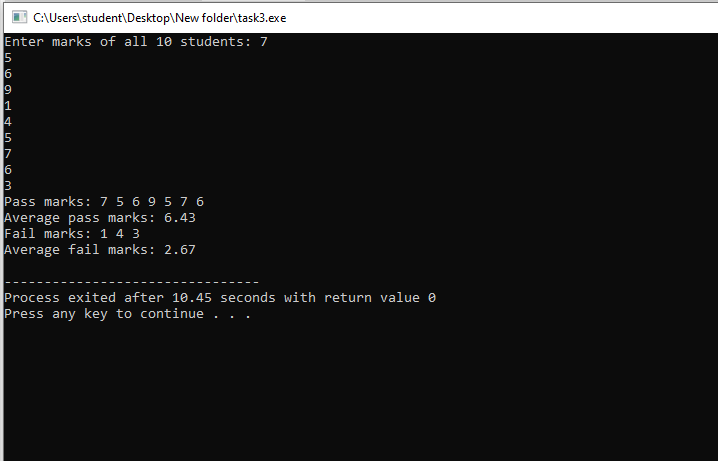 C:\Users\student\Desktop\New folder\task3.exe
Enter marks of all 10 students: 7
5
6
9
1
4
5
7
6
3
Pass marks: 7 5 6 9 5 7 6
Average pass marks: 6.43
Fail marks: 1 4 3
Average fail marks: 2.67
--------------------------------
Process exited after 10.45 seconds with return value 0
Press any key to continue . . .